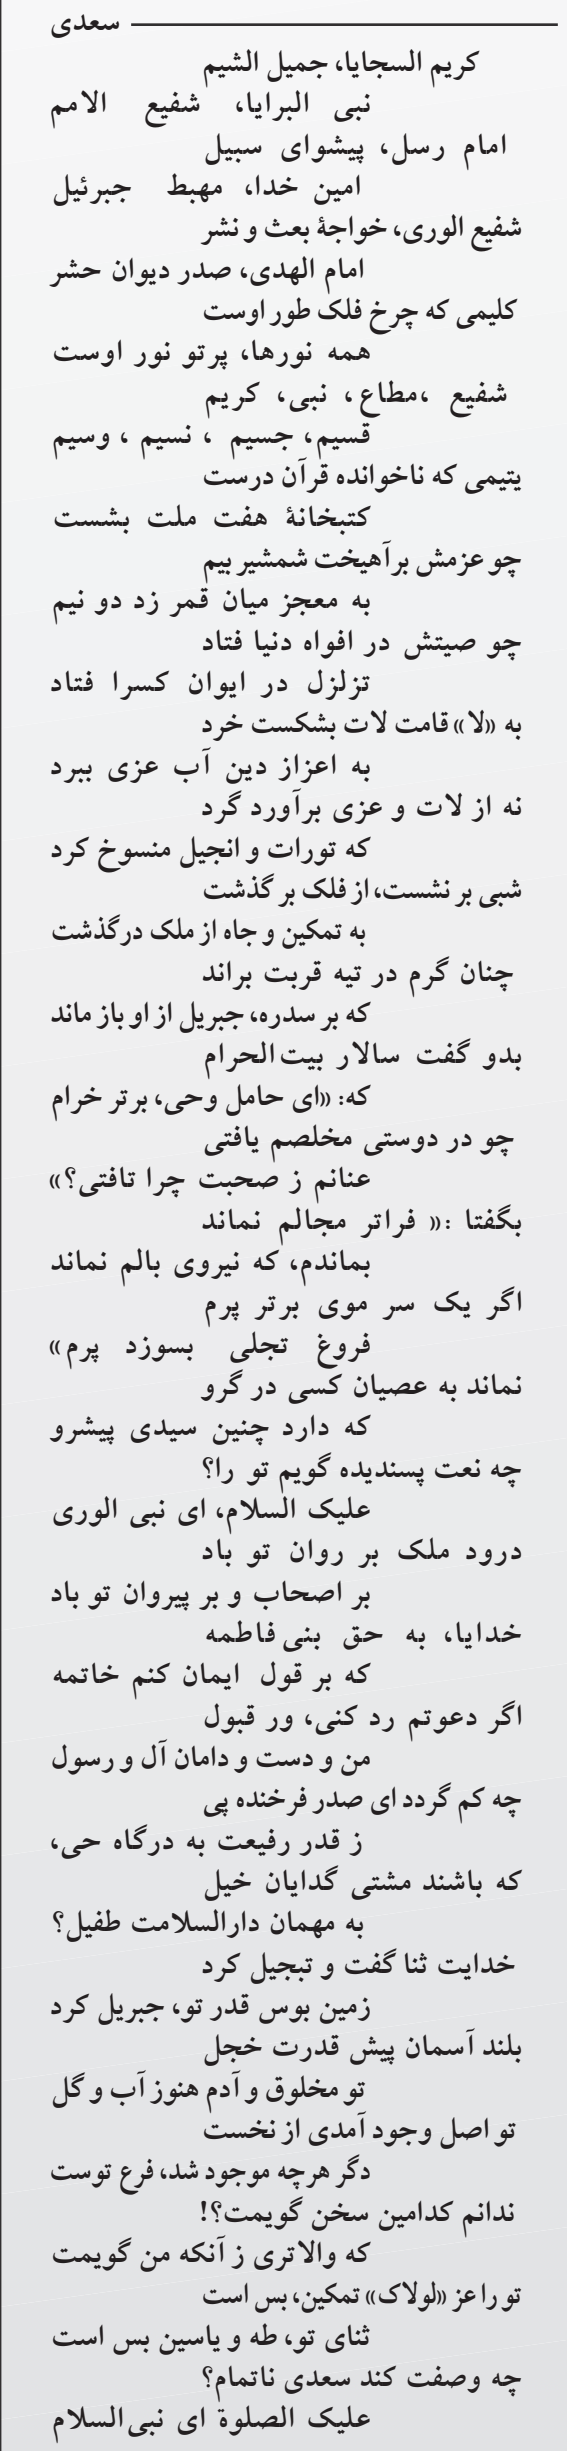 سعدی
کریم السجایا، جمیل الشیم
نبی البرایا، شفیع الامم
امام رسل، پیشوای سبیل
امین خدا، مهبط جبرئیل
شفیع الوری، خواجۀ بعث و نشر
امام الهدی، صدر دیوان حشر
کلیمی که چرخ فلک طور اوست
همه نورها، پرتو نور اوست
شفیع ،مطاع ، نبی، کریم
قسیم، جسیم ، نسیم ، وسیم
یتیمی که ناخوانده قرآن درست
کتبخانۀ هفت ملت بشست
چو عزمش برآهیخت شمشیر بیم
به معجز میان قمر زد دو نیم
چو صیتش در افواه دنیا فتاد
تزلزل در ایوان کسرا فتاد
به «لا» قامت لات بشکست خرد
به اعزاز دین آب عزی ببرد
نه از لات و عزی برآورد گرد
که تورات و انجیل منسوخ کرد
شبی بر نشست، از فلک بر گذشت
به تمکین و جاه از ملک درگذشت
چنان گرم در تیه قربت براند
که بر سدره، جبریل از او باز ماند
بدو گفت سالار بیت‌الحرام
که: «ای حامل وحی، برتر خرام
چو در دوستی مخلصم یافتی
عنانم ز صحبت چرا تافتی؟»
بگفتا :« فراتر مجالم نماند
بماندم، که نیروی بالم نماند
اگر یک سر موی برتر پرم
فروغ تجلی بسوزد پرم»
نماند به عصیان کسی در گرو
که دارد چنین سیدی پیشرو
چه نعت پسندیده گویم تو را؟
علیک السلام، ای نبی الوری
درود ملک بر روان تو باد
بر اصحاب و بر پیروان تو باد
خدایا، به حق بنی‌فاطمه
که بر قول ایمان کنم خاتمه
اگر دعوتم رد کنی، ور قبول
من و دست و دامان آل و رسول
چه کم گردد ای صدر فرخنده پی
ز قدر رفیعت به درگاه حی،
که باشند مشتی گدایان خیل
به مهمان دارالسلامت طفیل؟
خدایت ثنا گفت و تبجیل کرد
زمین بوس قدر تو، جبریل کرد
بلند آسمان پیش قدرت خجل
تو مخلوق و آدم هنوز آب و گل
تو اصل وجود آمدی از نخست
دگر هرچه موجود شد، فرع توست
ندانم کدامین سخن گویمت؟!
که والاتری ز آنکه من گویمت
تو را عز «لولاک» تمکین، بس است
ثنای تو، طه و یاسین بس است
چه وصفت کند سعدی ناتمام؟
علیک الصلوة ای نبی‌السلام